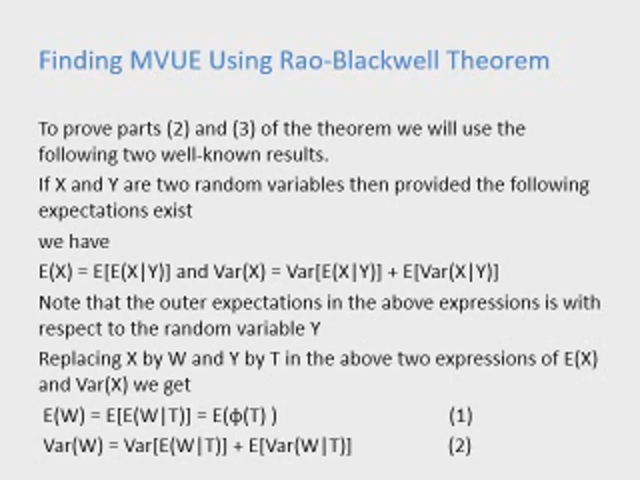 Finding MVUE Using Rao-Blackwell Theorem
To prove parts (2) and (3) of the theorem we will use the
following two well-known results.
If X and Y are two random variables then provided the following
expectations exist
we have
E(X) = E[E(X|Y)] and Var(X) = Var[E(X|Y)] + E[Var(X|Y)]
Note that the outer expectations in the above expressions is with
respect to the random variable Y
Replacing X by W and Y by T in the above two expressions of E(X)
and Var(X) we get
E(W) = E[E(W|T)] = E(ϕ(T) ) (1)
Var(W) = Var[E(W|T)] + E[Var(W|T)] (2)